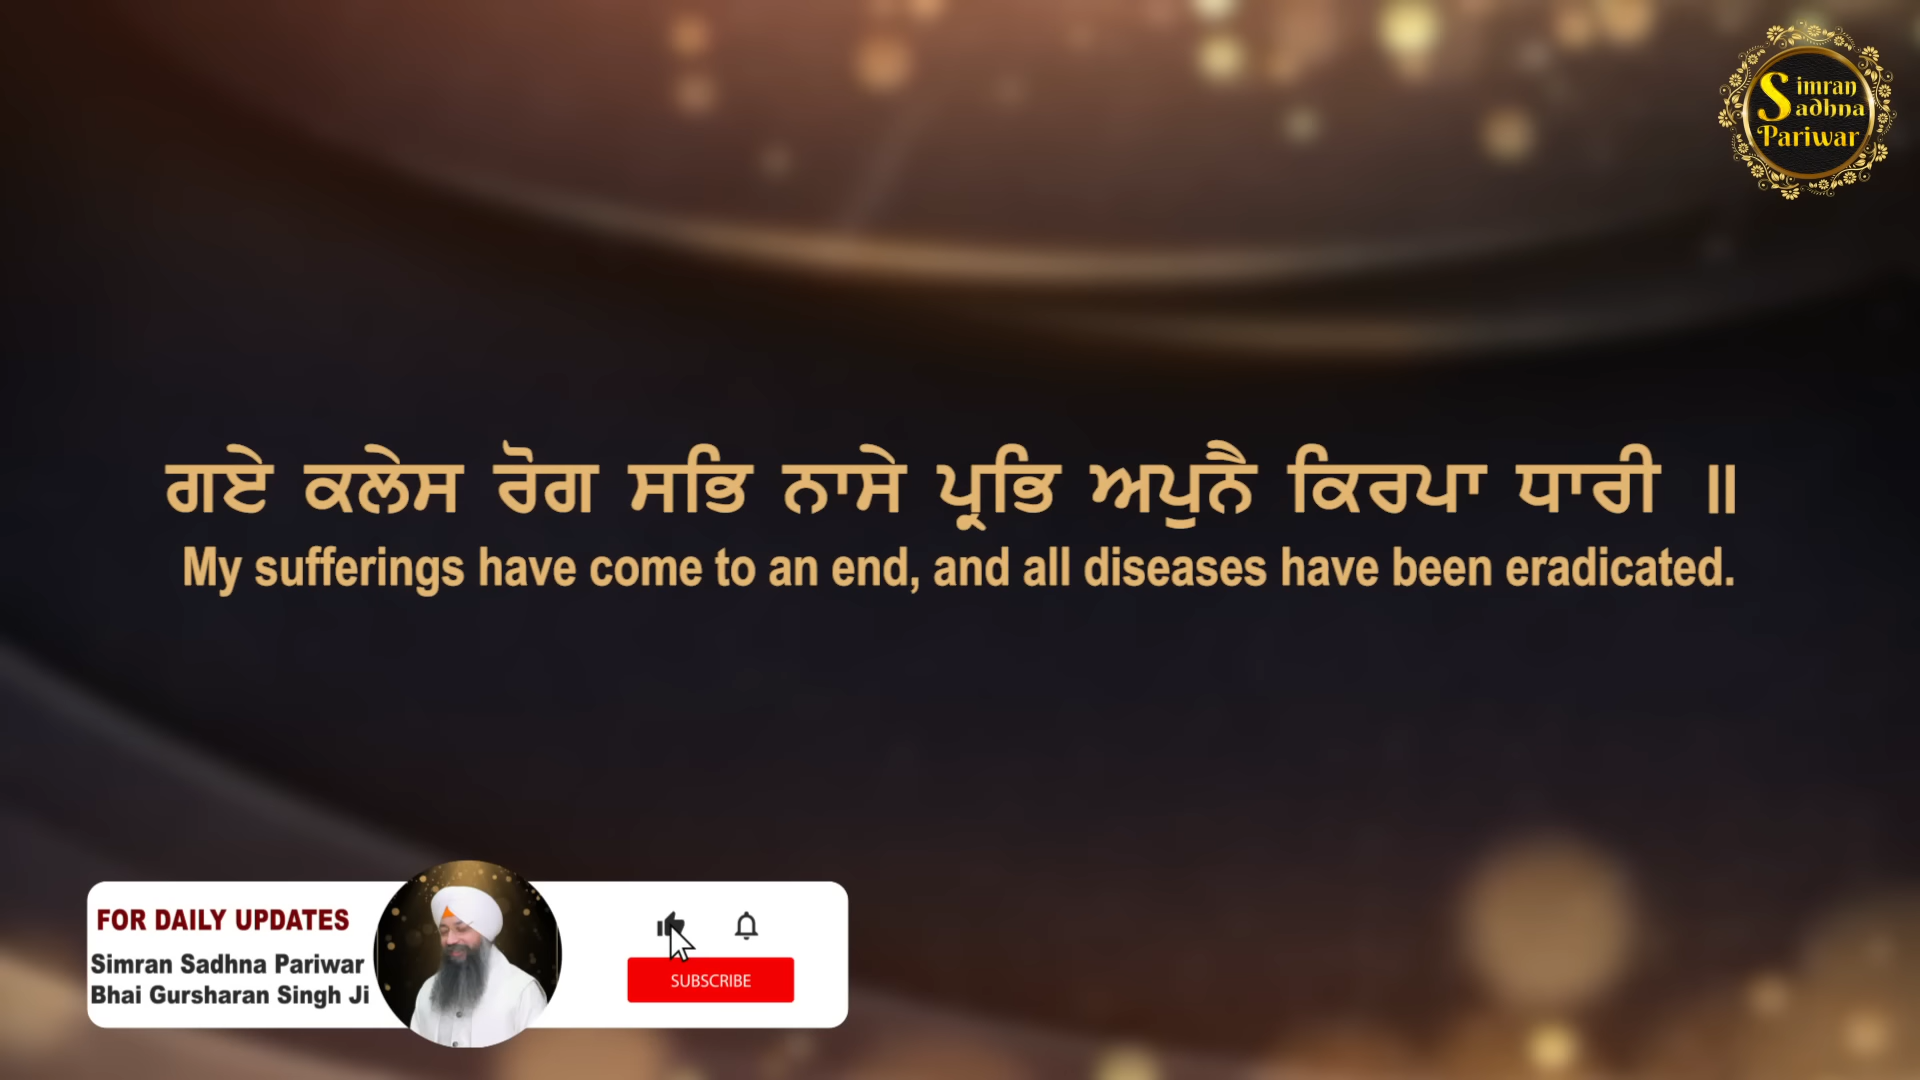 Simran
Sadhna
Pariwar
ਗਏ ਕਲੇਸ ਰੋਗ ਸਭਿ ਨਾਸੇ ਪ੍ਰਭਿ ਅਪੁਨੈ ਕਿਰਪਾ ਧਾਰੀ ॥
My sufferings have come to an end, and all diseases have been eradicated.
FOR DAILY UPDATES
Simran Sadhna Pariwar
Bhai Gursharan Singh Ji
SUBSCRIBE